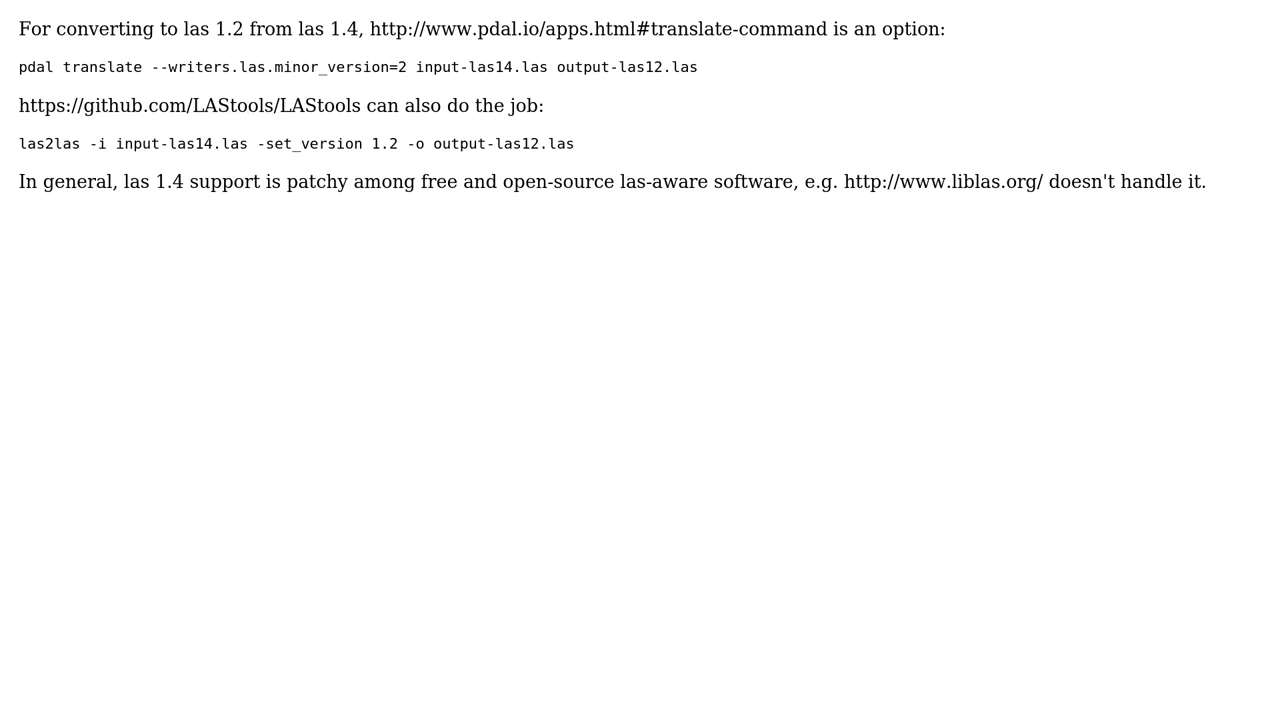 For converting to las 1.2 from las 1.4, http://www.pdal.io/apps.html#translate-command is an option:
pdal translate --writers.las.minor_version=2 input-las14.las output-las12.las
https://github.com/LAStools/LAStools can also do the job:
las2las -i input-las14.las -set_version 1.2 -o output-las12.las
In general, las 1.4 support is patchy among free and open-source las-aware software, e.g. http://www.liblas.org/ doesn't handle it.